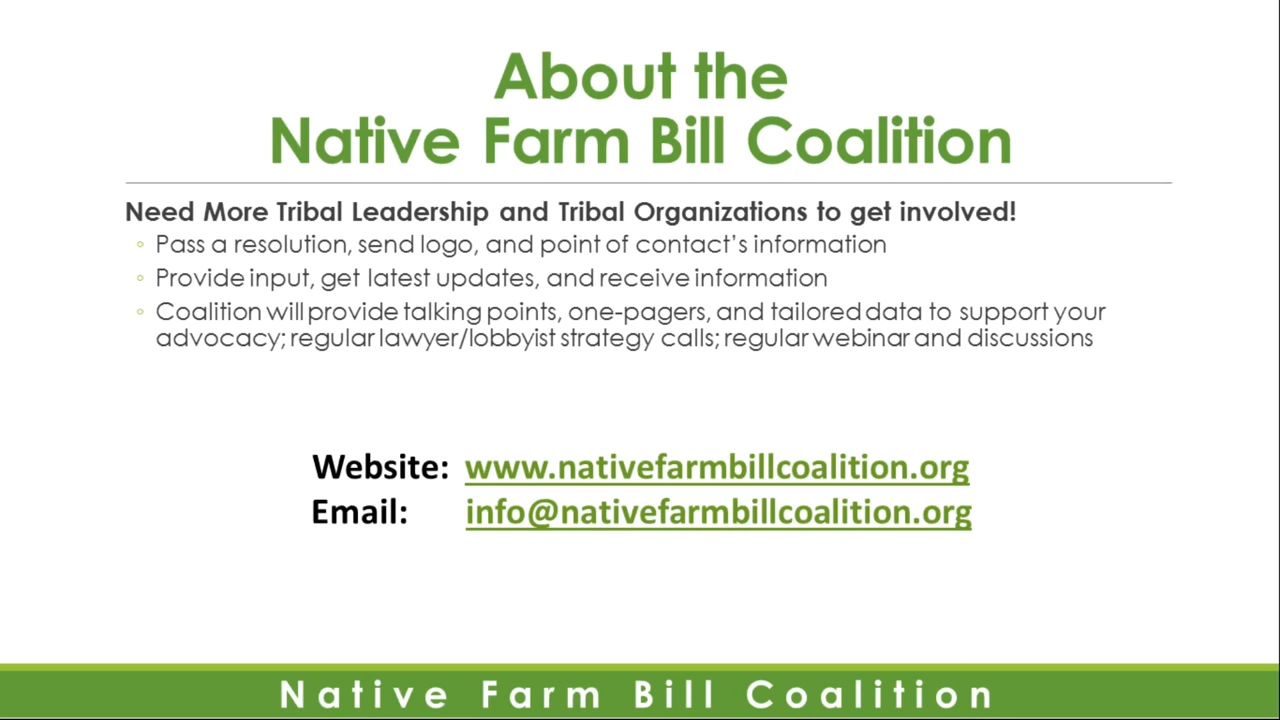 About the
Native Farm Bill Coalition
Need More Tribal Leadership and Tribal Organizations to get involved!
◦ Pass a resolution, send logo, and point of contact's information
◦ Provide input, get latest updates, and receive information
◦ Coalition will provide talking points, one-pagers, and tailored data to support your
advocacy; regular lawyer/lobbyist strategy calls; regular webinar and discussions
Website: www.nativefarmbillcoalition.org
Email: info@nativefarmbillcoalition.org
Native Farm Bill Coalition